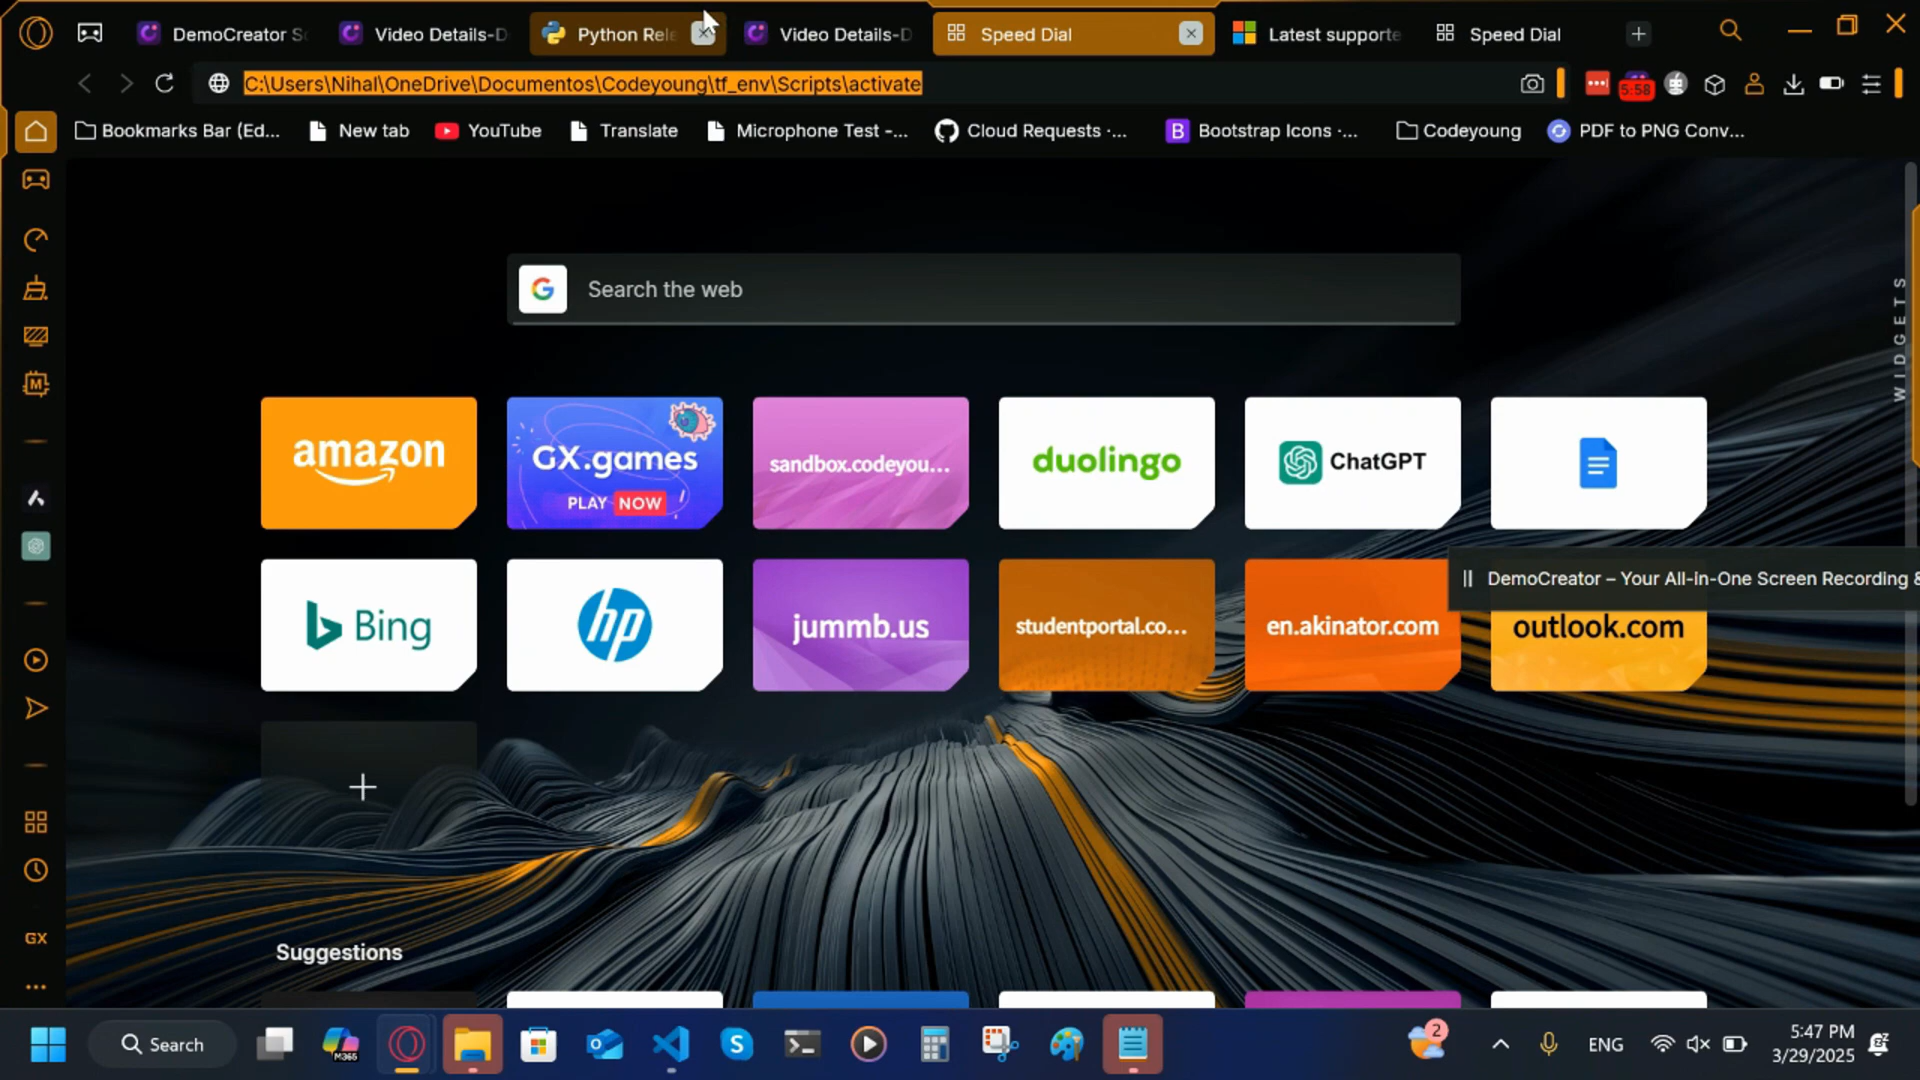 DemoCreator Sc
Video Details-D
Python Rele
Video Details-D
Speed Dial
Latest supporte
Speed Dial
C:\Users\Nihal\OneDrive\Documentos\Codeyoung\tf_env\Scripts\activate
5:58
Bookmarks Bar (Ed...
New tab
YouTube
Translate
Microphone Test -...
Cloud Requests ·...
B
Bootstrap Icons ·...
Codeyoung
PDF to PNG Conv...
G
Search the web
WIDGETS
M
amazon
GX.games
PLAY NOW
sandbox.codeyou...
duolingo
ChatGPT
Bing
hp
jummb.us
studentportal.co...
en.akinator.com
DemoCreator – Your All-in-One Screen Recording &
outlook.com
GX
Suggestions
Search
M365
2
ENG
5:47 PM
3/29/2025